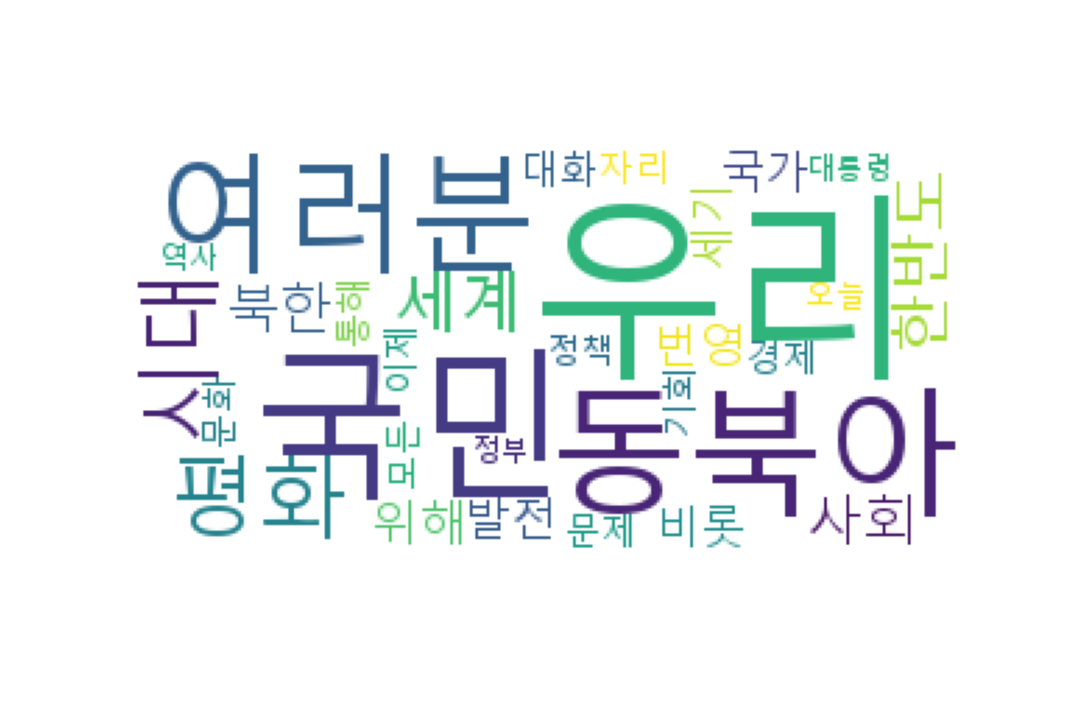 여러분
대화
자리
국가
대통령
우리
세기
한반도
역사
시대
북한
통해
세계
오늘
이제
정책
번영
경제
문화
국민
기회
동북아
모든
정부
평화
위해
발전
문제
비롯
사회